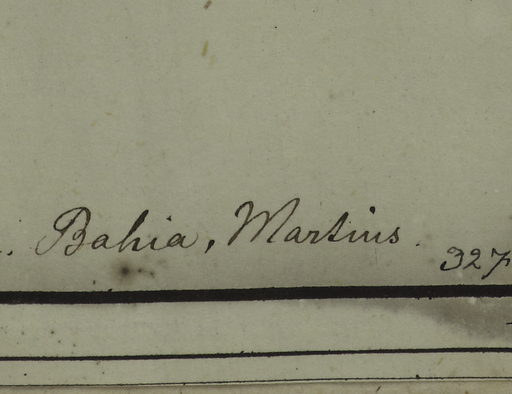 . Bahia, Martius.
327